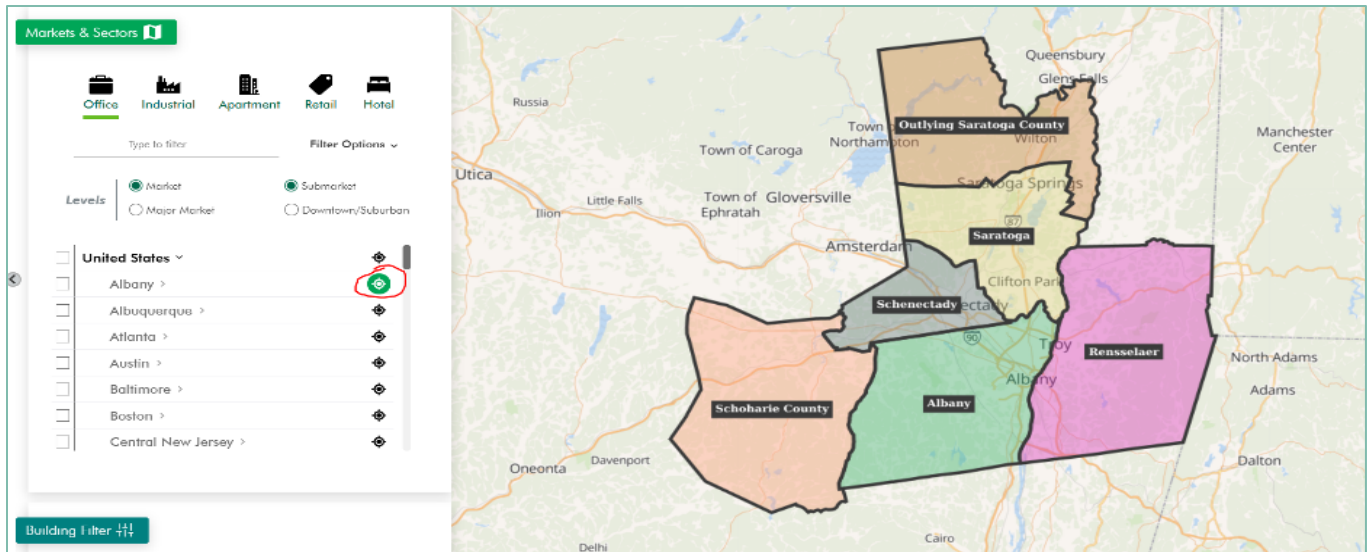 Markets & Sectors
Office Industrial Apartment Retail Hotel
Type to filter
Filter Options
Levels
Market
Submarket
Major Market
Downtown/Suburban
United States
Albany
Albuquerque
Atlanta
Austin
Baltimore
Boston
Central New Jersey
Building Filter
Queensbury
Glens Falls
Russia
Outlying Saratoga County
Town
Northampton
Wilton
Manchester
Center
Town of Caroga
Utica
Saratoga Springs
Little Falls
Town of
Ephratah
Gloversville
Ilion
87
Saratoga
Amsterdam
Clifton Park
Schenectady
ectady
90
Troy
Rensselaer
North Adams
Albany
Adams
Schoharie County
Albany
Oneonta
Davenport
Dalton
Cairo
Delhi